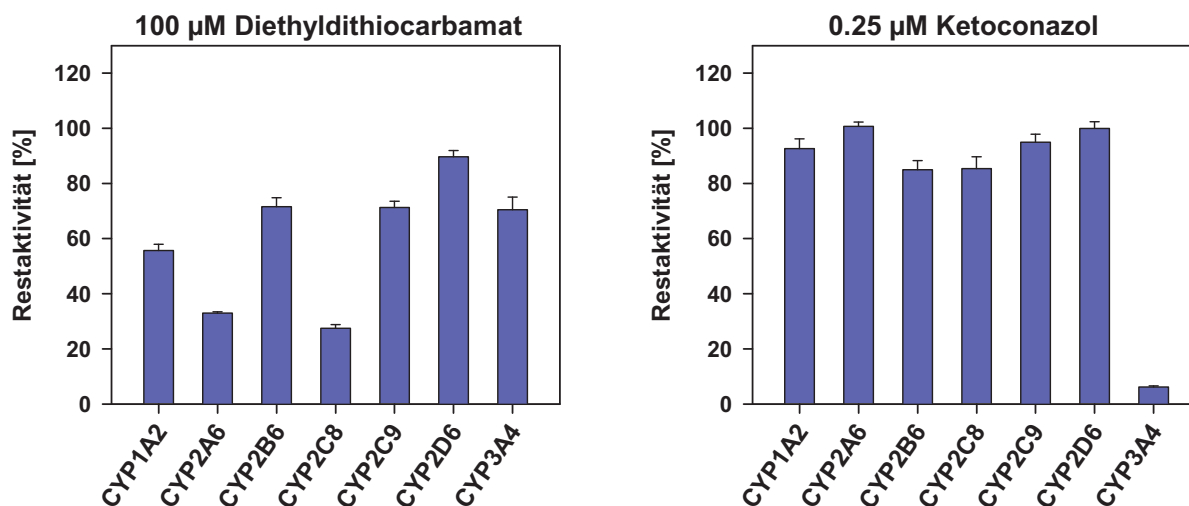 100 µM Diethyldithiocarbamat
Restaktivität [%]
120
100
80
60
40
20
0
CYP1A2
CYP2A6
CYP2B6
CYP2C8
CYP2C9
CYP2D6
CYP3A4
0.25 µM Ketoconazol
Restaktivität [%]
120
100
80
60
40
20
0
CYP1A2
CYP2A6
CYP2B6
CYP2C8
CYP2C9
CYP2D6
CYP3A4